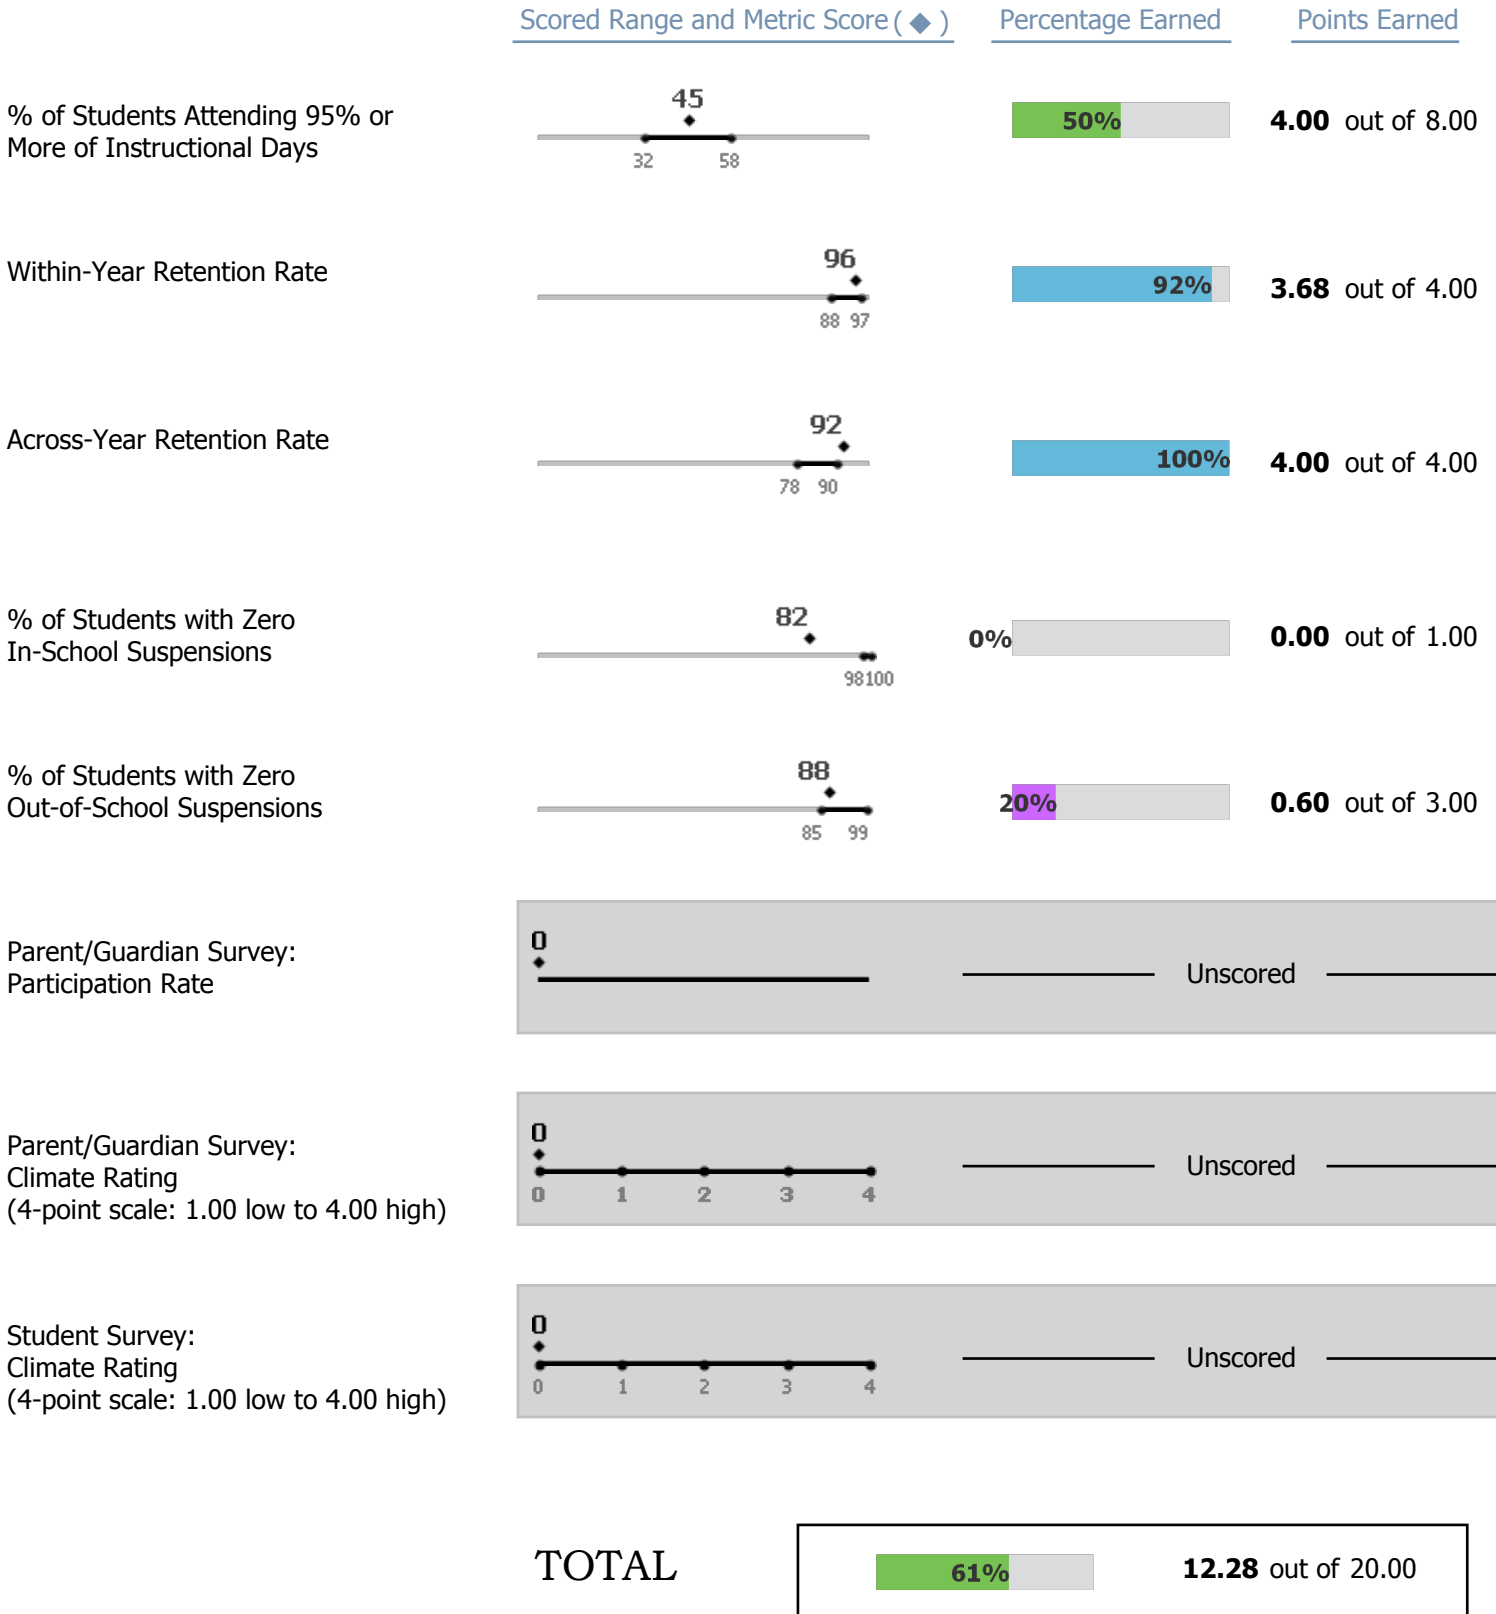 Scored Range and Metric Score ( ◆ ) Percentage Earned Points Earned
% of Students Attending 95% or
More of Instructional Days
45
32 58
50%
4.00 out of 8.00
Within-Year Retention Rate
96
88 97
92%
3.68 out of 4.00
Across-Year Retention Rate
92
78 90
100%
4.00 out of 4.00
% of Students with Zero
In-School Suspensions
82
98 100
0%
0.00 out of 1.00
% of Students with Zero
Out-of-School Suspensions
88
85 99
20%
0.60 out of 3.00
Parent/Guardian Survey:
Participation Rate
0
Unscored
Parent/Guardian Survey:
Climate Rating
(4-point scale: 1.00 low to 4.00 high)
0
0 1 2 3 4
Unscored
Student Survey:
Climate Rating
(4-point scale: 1.00 low to 4.00 high)
0
0 1 2 3 4
Unscored
TOTAL 61% 12.28 out of 20.00